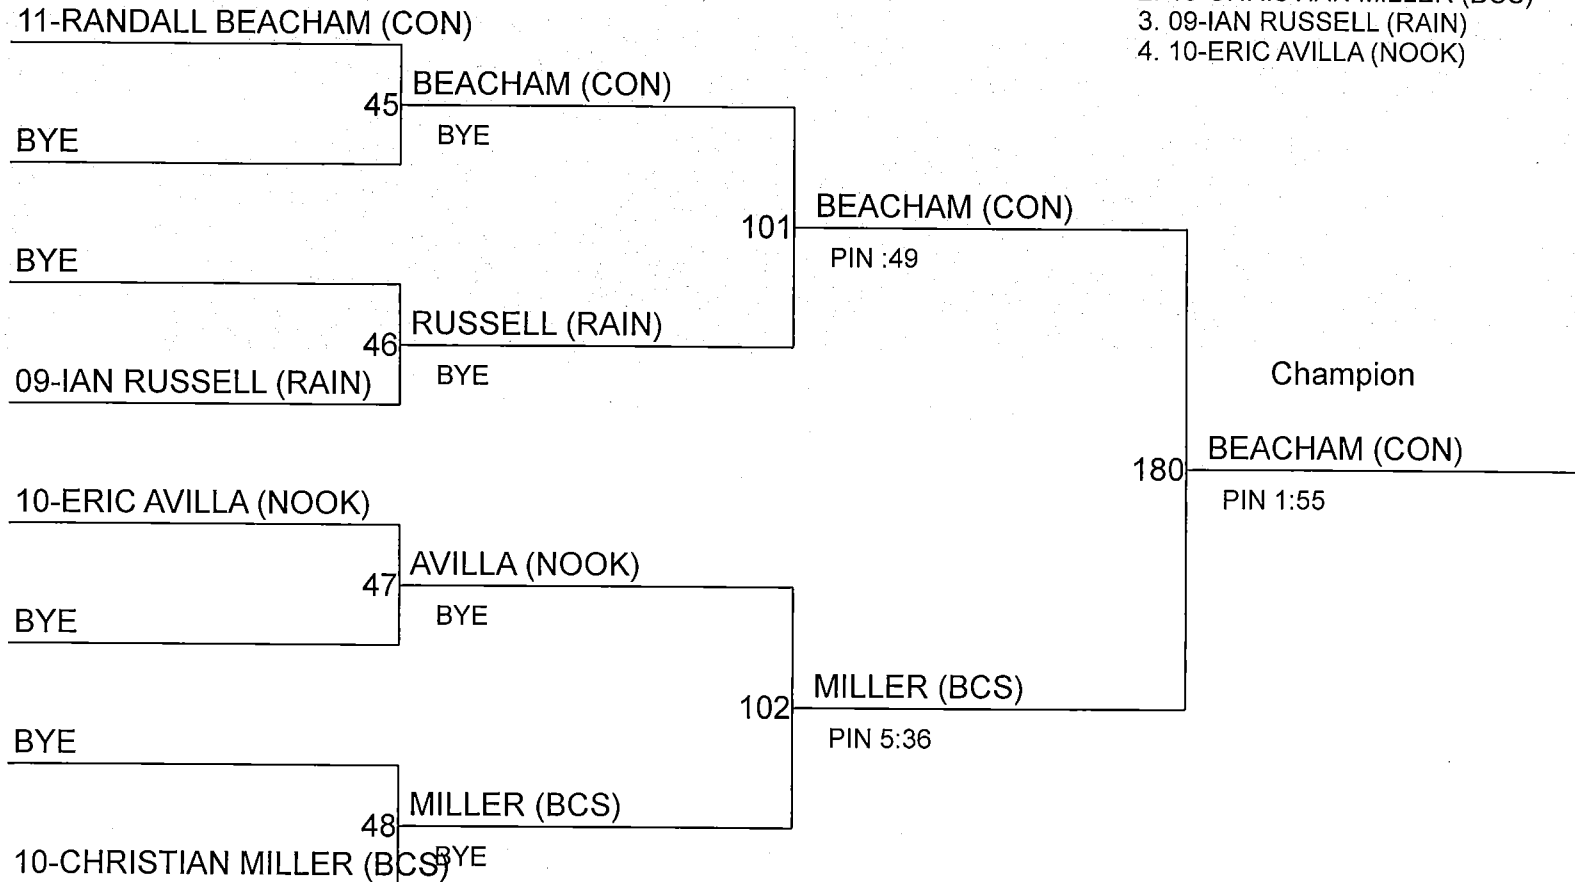 11-RANDALL BEACHAM (CON)
3. 09-IAN RUSSELL (RAIN)
4. 10-ERIC AVILLA (NOOK)
45
BEACHAM (CON)
BYE
BYE
101
BEACHAM (CON)
PIN :49
BYE
46
RUSSELL (RAIN)
BYE
09-IAN RUSSELL (RAIN)
Champion
180
BEACHAM (CON)
PIN 1:55
10-ERIC AVILLA (NOOK)
47
AVILLA (NOOK)
BYE
BYE
102
MILLER (BCS)
PIN 5:36
BYE
48
MILLER (BCS)
BYE
10-CHRISTIAN MILLER (BCS)